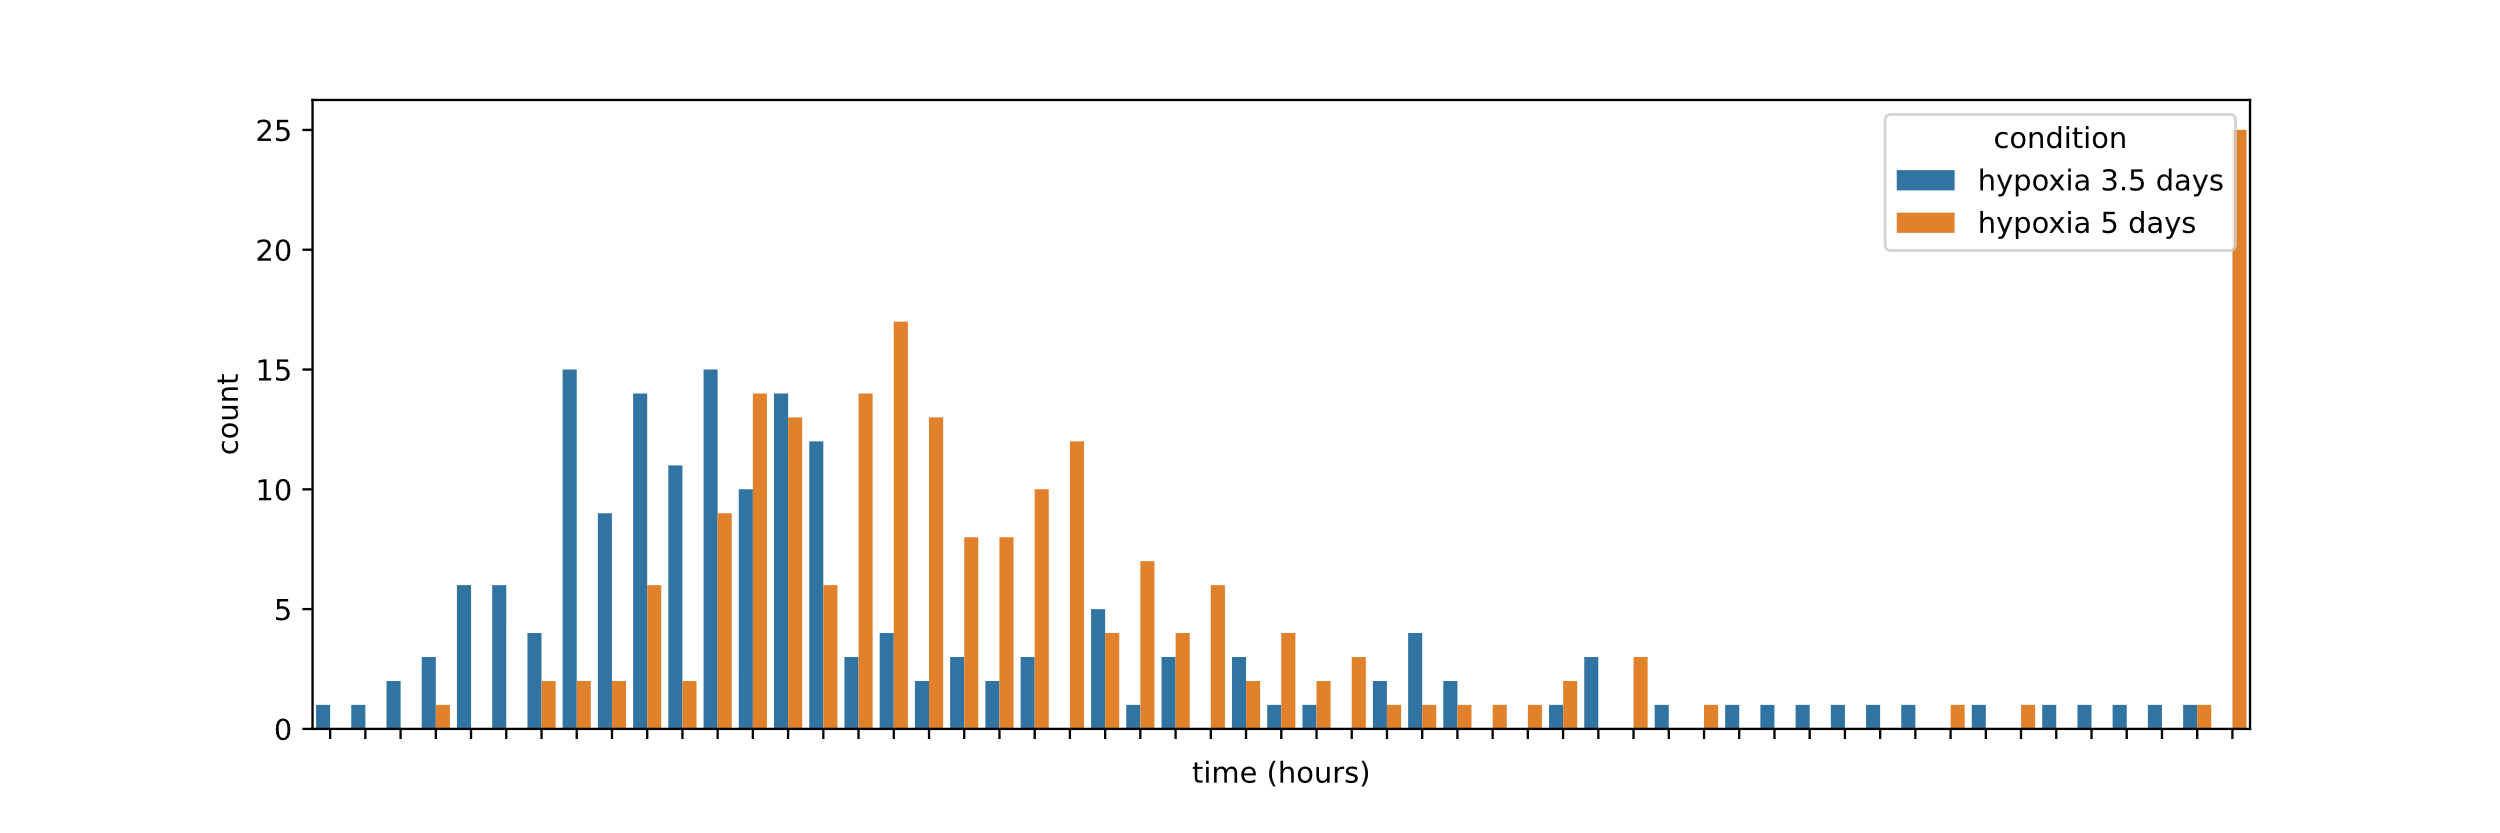 condition
hypoxia 3.5 days
hypoxia 5 days
25
20
15
10
5
0
count
time (hours)